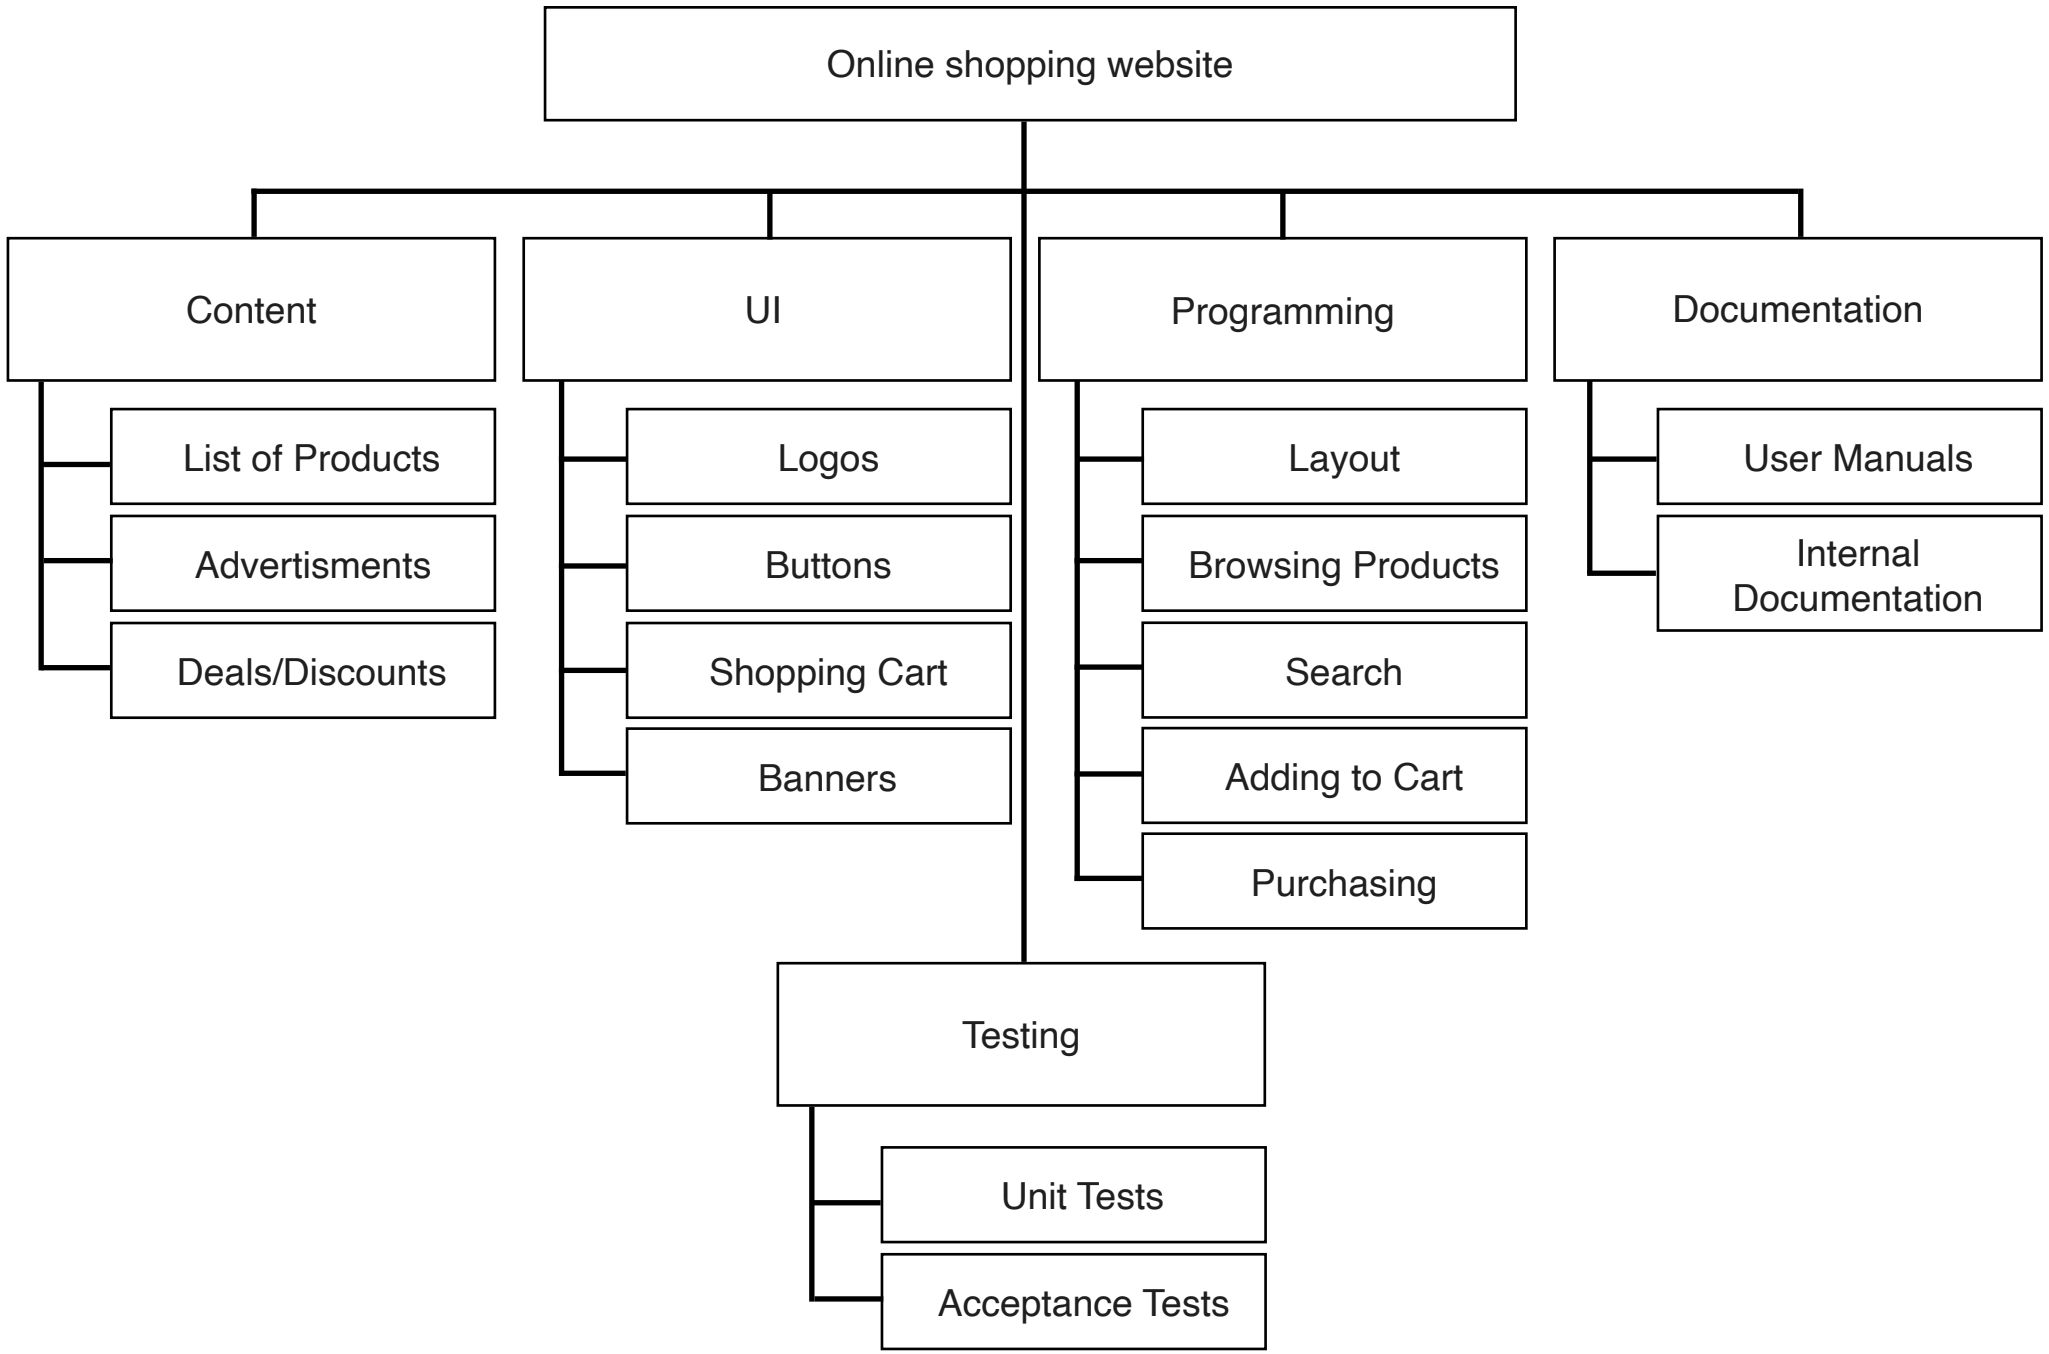 Online shopping website
Content
UI
Programming
Documentation
List of Products
Advertisments
Deals/Discounts
Logos
Buttons
Shopping Cart
Banners
Layout
Browsing Products
Search
Adding to Cart
Purchasing
User Manuals
Internal
Documentation
Testing
Unit Tests
Acceptance Tests